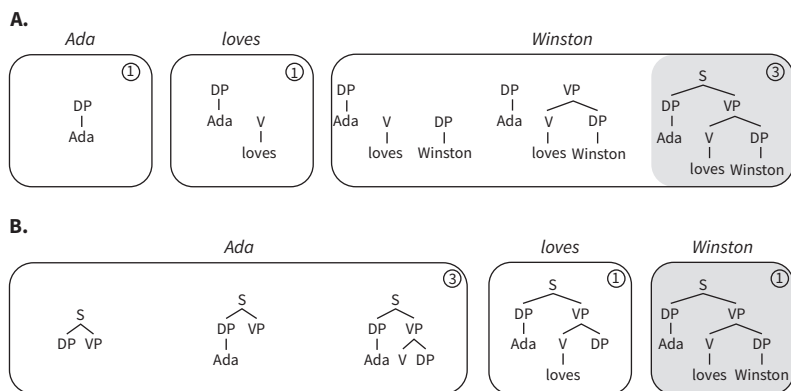 A.
Ada loves Winston
① ① ③
S
DP DP DP DP VP DP VP
Ada Ada V DP Ada V DP Ada V DP
loves loves Winston loves Winston loves Winston
B.
Ada loves Winston
③ ① ①
S S S S S
DP VP DP VP DP VP DP VP DP VP
Ada Ada V DP Ada V DP Ada V DP
loves loves Winston